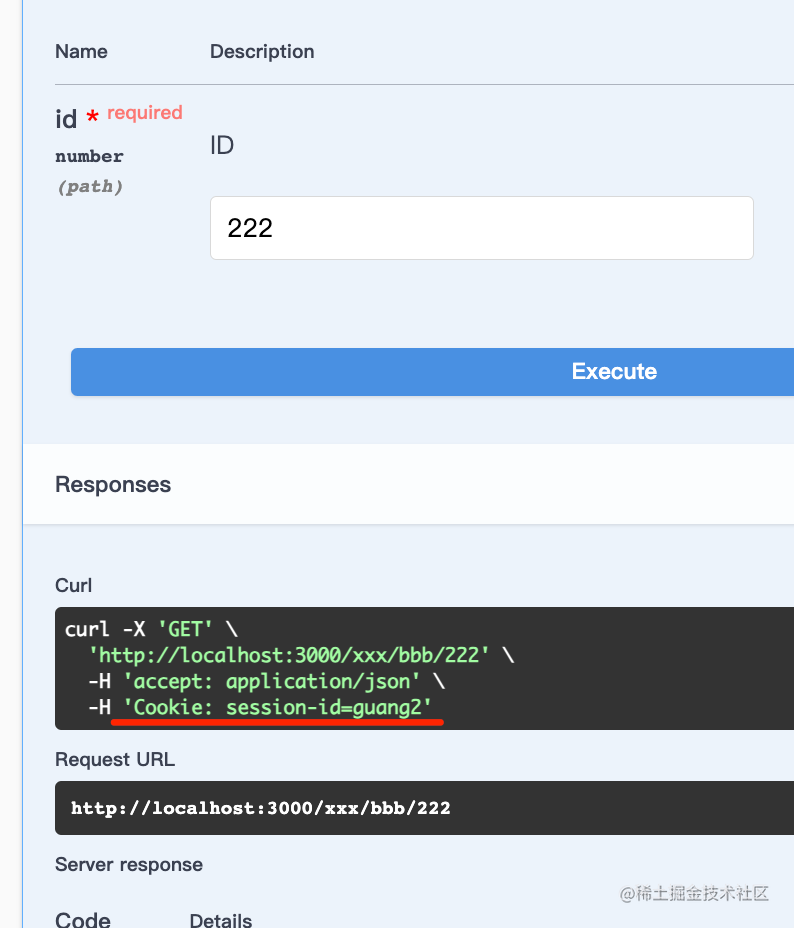 Name Description
id * required
number
(path)
ID
222
Execute
Responses
Curl
curl -X 'GET' \
'http://localhost:3000/xxx/bbb/222' \
-H 'accept: application/json' \
-H 'Cookie: session-id=guang2'
Request URL
http://localhost:3000/xxx/bbb/222
Server response
@稀土掘金技术社区
Code Details